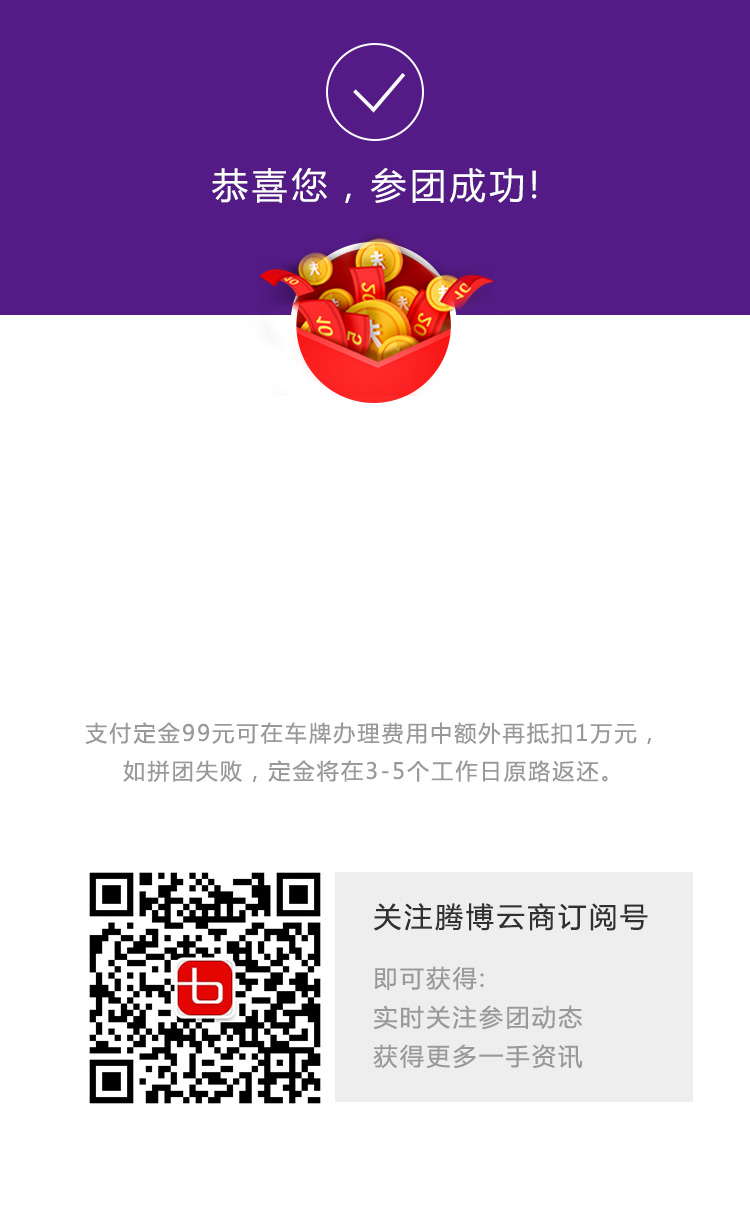 恭喜您，参团成功!
20
10
5
20
支付定金99元可在车牌办理费用中额外再抵扣1万元，
如拼团失败，定金将在3-5个工作日原路返还。
关注腾博云商订阅号
即可获得:
实时关注参团动态
获得更多一手资讯